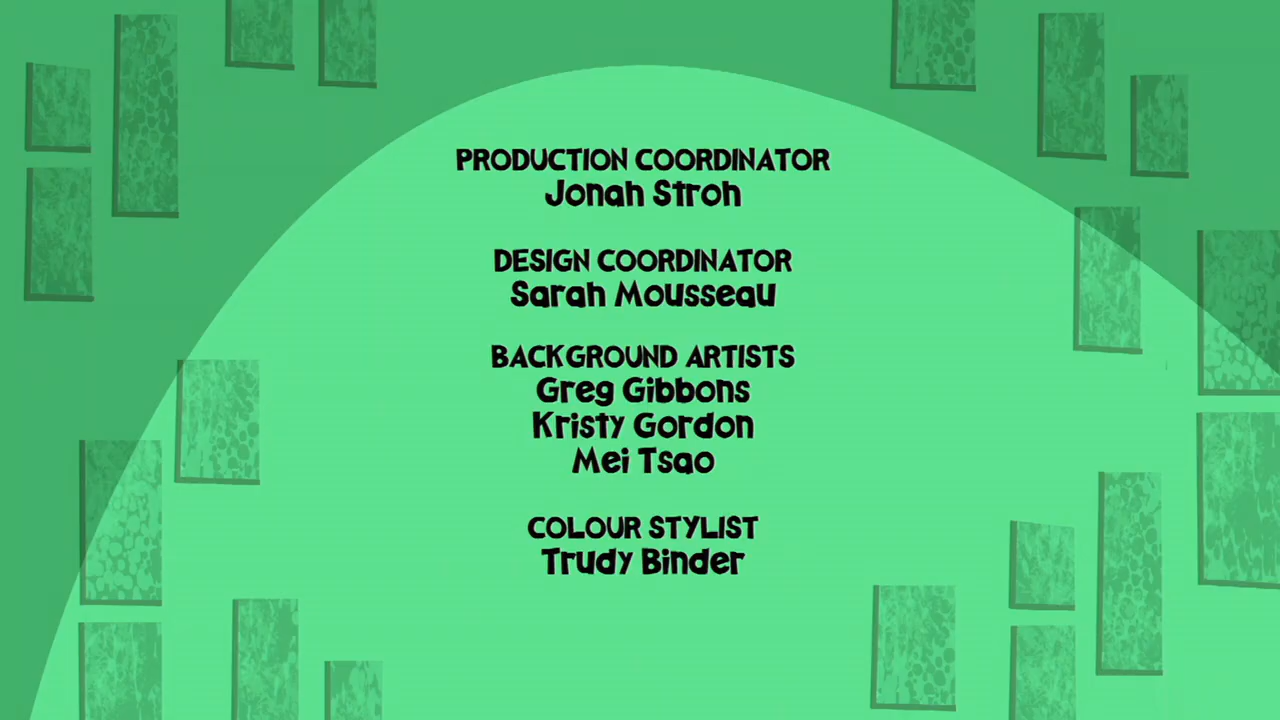 PRODUCTION COORDINATOR
Jonah Stroh
DESIGN COORDINATOR
Sarah Mousseau
BACKGROUND ARTISTS
Greg Gibbons
Kristy Gordon
Mei Tsao
COLOUR STYLIST
Trudy Binder